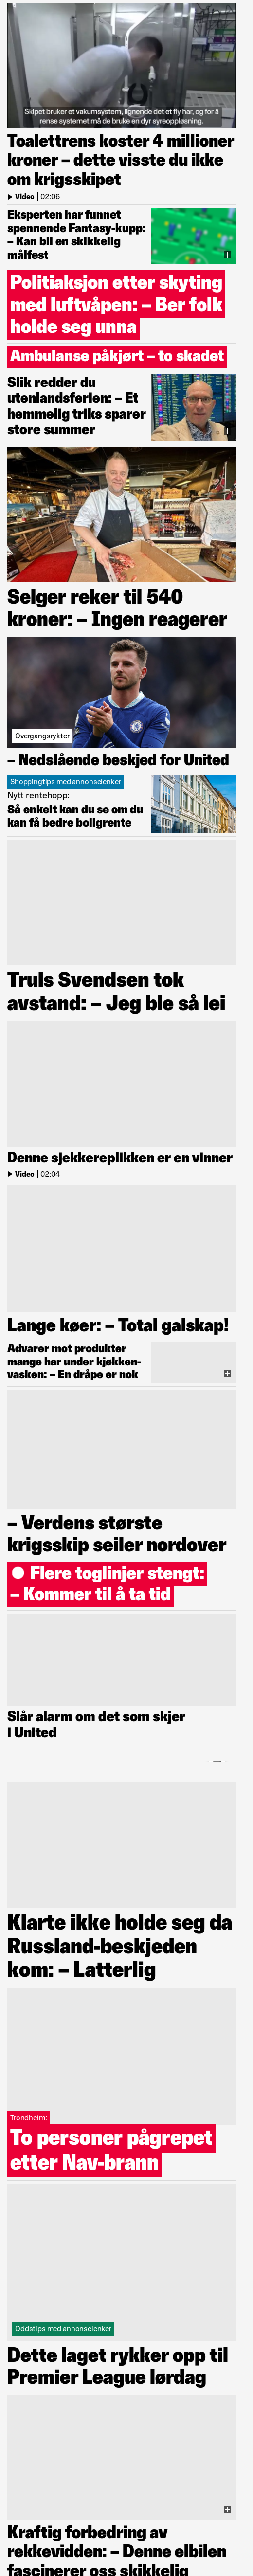 Skipet bruker et vakumsystem, lignende det et fly har, og for å
rense systemet må de bruke en dyr syreoppløsning.
Toalettrens koster 4 millioner
kroner – dette visste du ikke
om krigsskipet
Video | 02:06
Eksperten har funnet
spennende Fantasy-kupp:
– Kan bli en skikkelig
målfest
Politiaksjon etter skyting
med luftvåpen: – Ber folk
holde seg unna
Ambulanse påkjørt – to skadet
Slik redder du
utenlandsferien: – Et
hemmelig triks sparer
store summer
Selger reker til 540
kroner: – Ingen reagerer
Overgangsrykter
– Nedslående beskjed for United
Shoppingtips med annonselenker
Nytt rentehopp:
Så enkelt kan du se om du
kan få bedre boligrente
Truls Svendsen tok
avstand: – Jeg ble så lei
Denne sjekkereplikken er en vinner
Video | 02:04
Lange køer: – Total galskap!
Advarer mot produkter
mange har under kjøkken-
vasken: – En dråpe er nok
– Verdens største
krigsskip seiler nordover
Flere toglinjer stengt:
– Kommer til å ta tid
Slår alarm om det som skjer
i United
Klarte ikke holde seg da
Russland-beskjeden
kom: – Latterlig
Trondheim:
To personer pågrepet
etter Nav-brann
Oddstips med annonselenker
Dette laget rykker opp til
Premier League lørdag
Kraftig forbedring av
rekkevidden: – Denne elbilen
fascinerer oss skikkelig